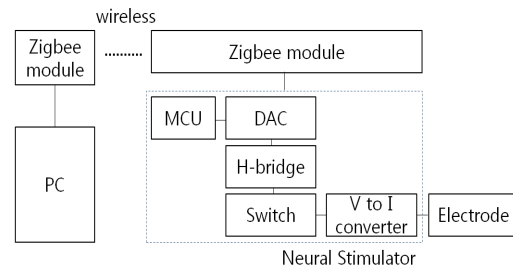 wireless
Zigbee
module
Zigbee module
MCU
DAC
PC
H-bridge
Switch
V to I
converter
Electrode
Neural Stimulator